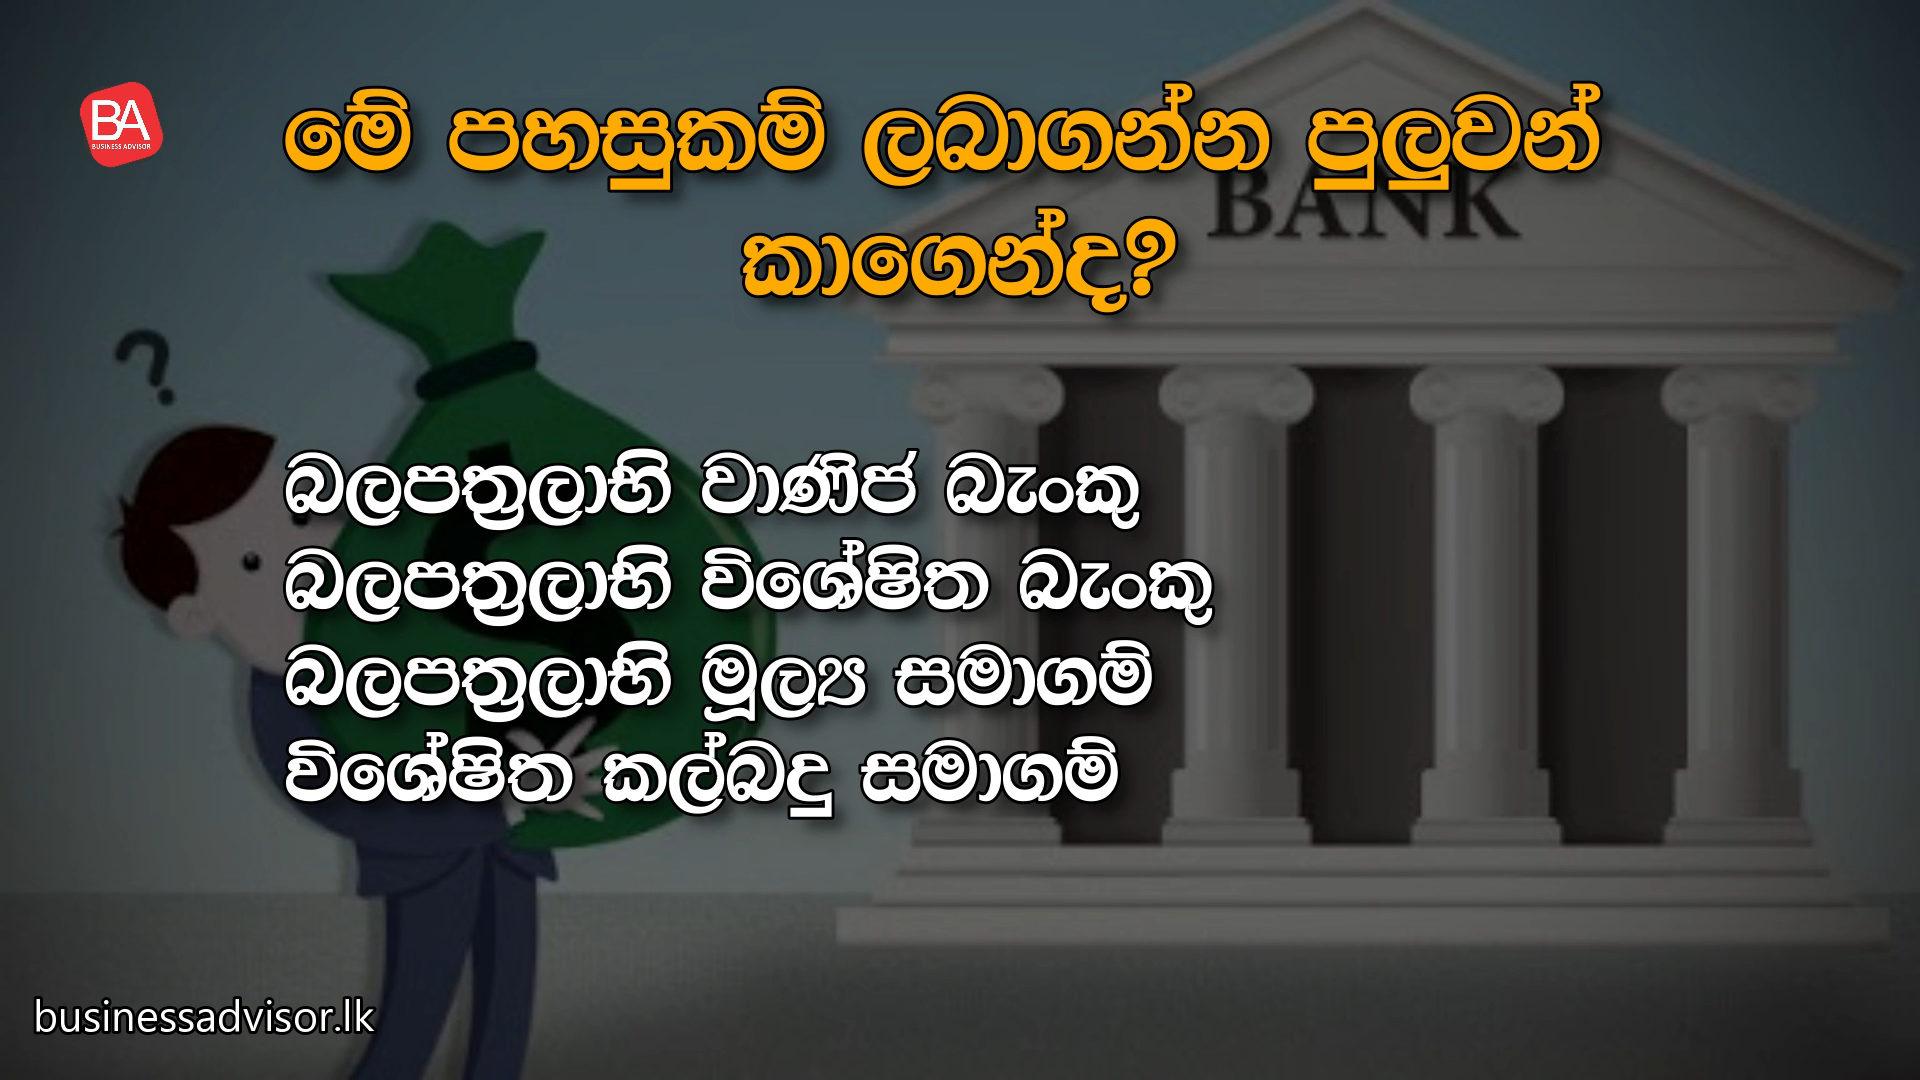 BA
BUSINESS ADVISOR
මේ පහසුකම් ලබාගන්න පුලුවන්
කාගෙන්ද?
BANK
?
බලපත්‍රලාභි වාණිජ බැංකු
බලපත්‍රලාභි විශේෂිත බැංකු
බලපත්‍රලාභි මූල්‍ය සමාගම්
විශේෂිත කල්බදු සමාගම්
businessadvisor.lk